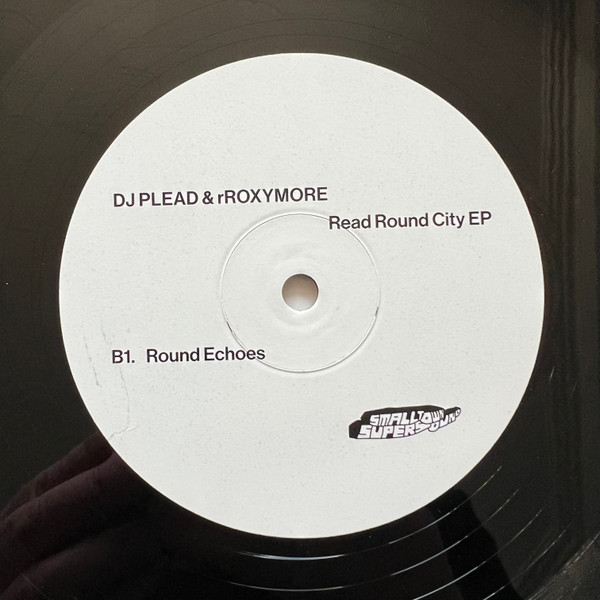 DJ PLEAD & rROXYMORE
Read Round City EP
B1. Round Echoes
SMALLTOWN
SUPERSOUND